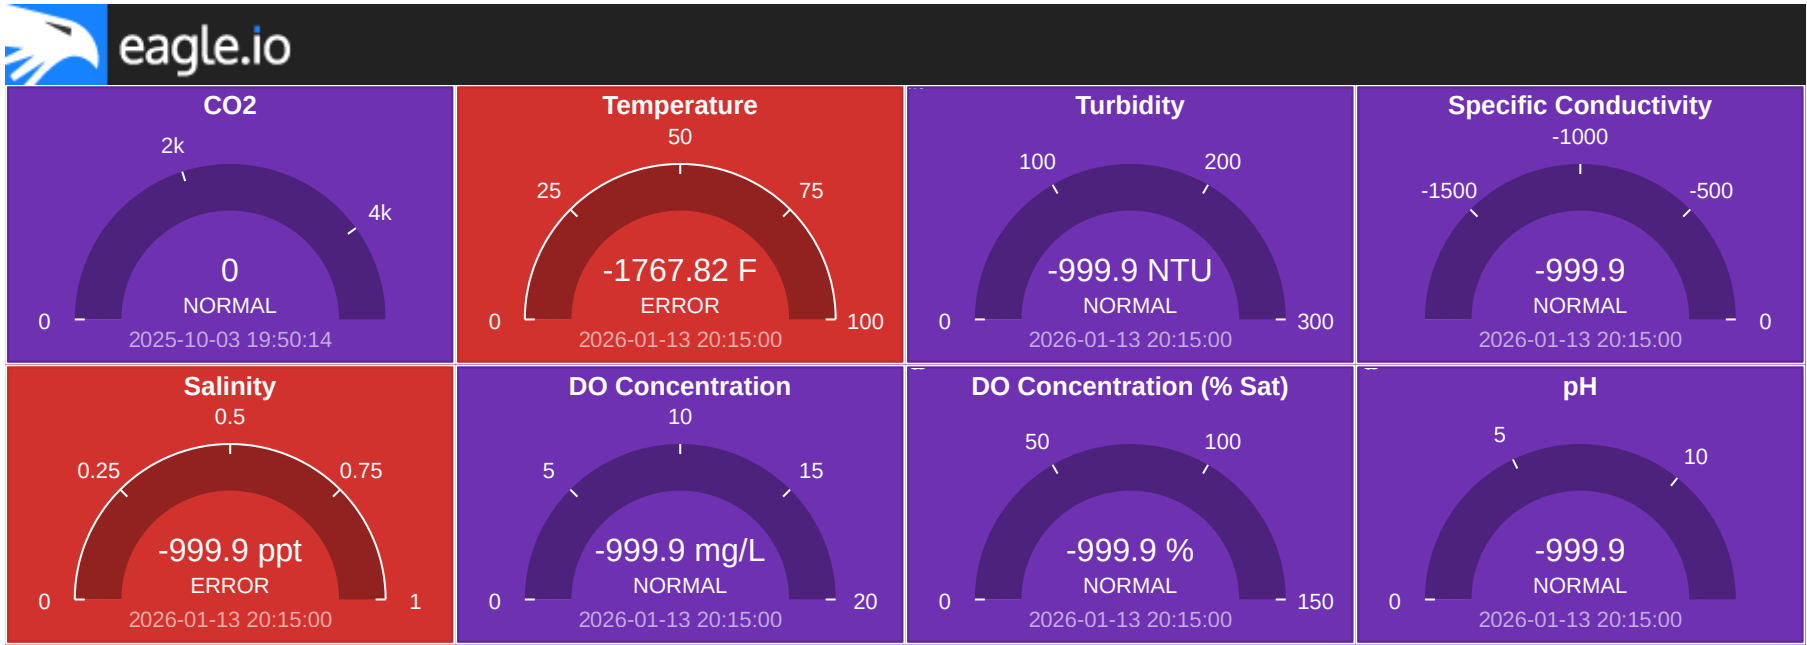 eagle.io
CO2
2k
4k
0
NORMAL
0
2025-10-03 19:50:14
Temperature
50
25
75
-1767.82 F
ERROR
0
100
2026-01-13 20:15:00
Turbidity
100
200
-999.9 NTU
NORMAL
0
300
2026-01-13 20:15:00
Specific Conductivity
-1000
-1500
-500
-999.9
NORMAL
0
2026-01-13 20:15:00
Salinity
0.5
0.25
0.75
-999.9 ppt
ERROR
0
1
2026-01-13 20:15:00
DO Concentration
10
5
15
-999.9 mg/L
NORMAL
0
20
2026-01-13 20:15:00
DO Concentration (% Sat)
50
100
-999.9 %
NORMAL
0
150
2026-01-13 20:15:00
pH
5
10
-999.9
NORMAL
0
2026-01-13 20:15:00